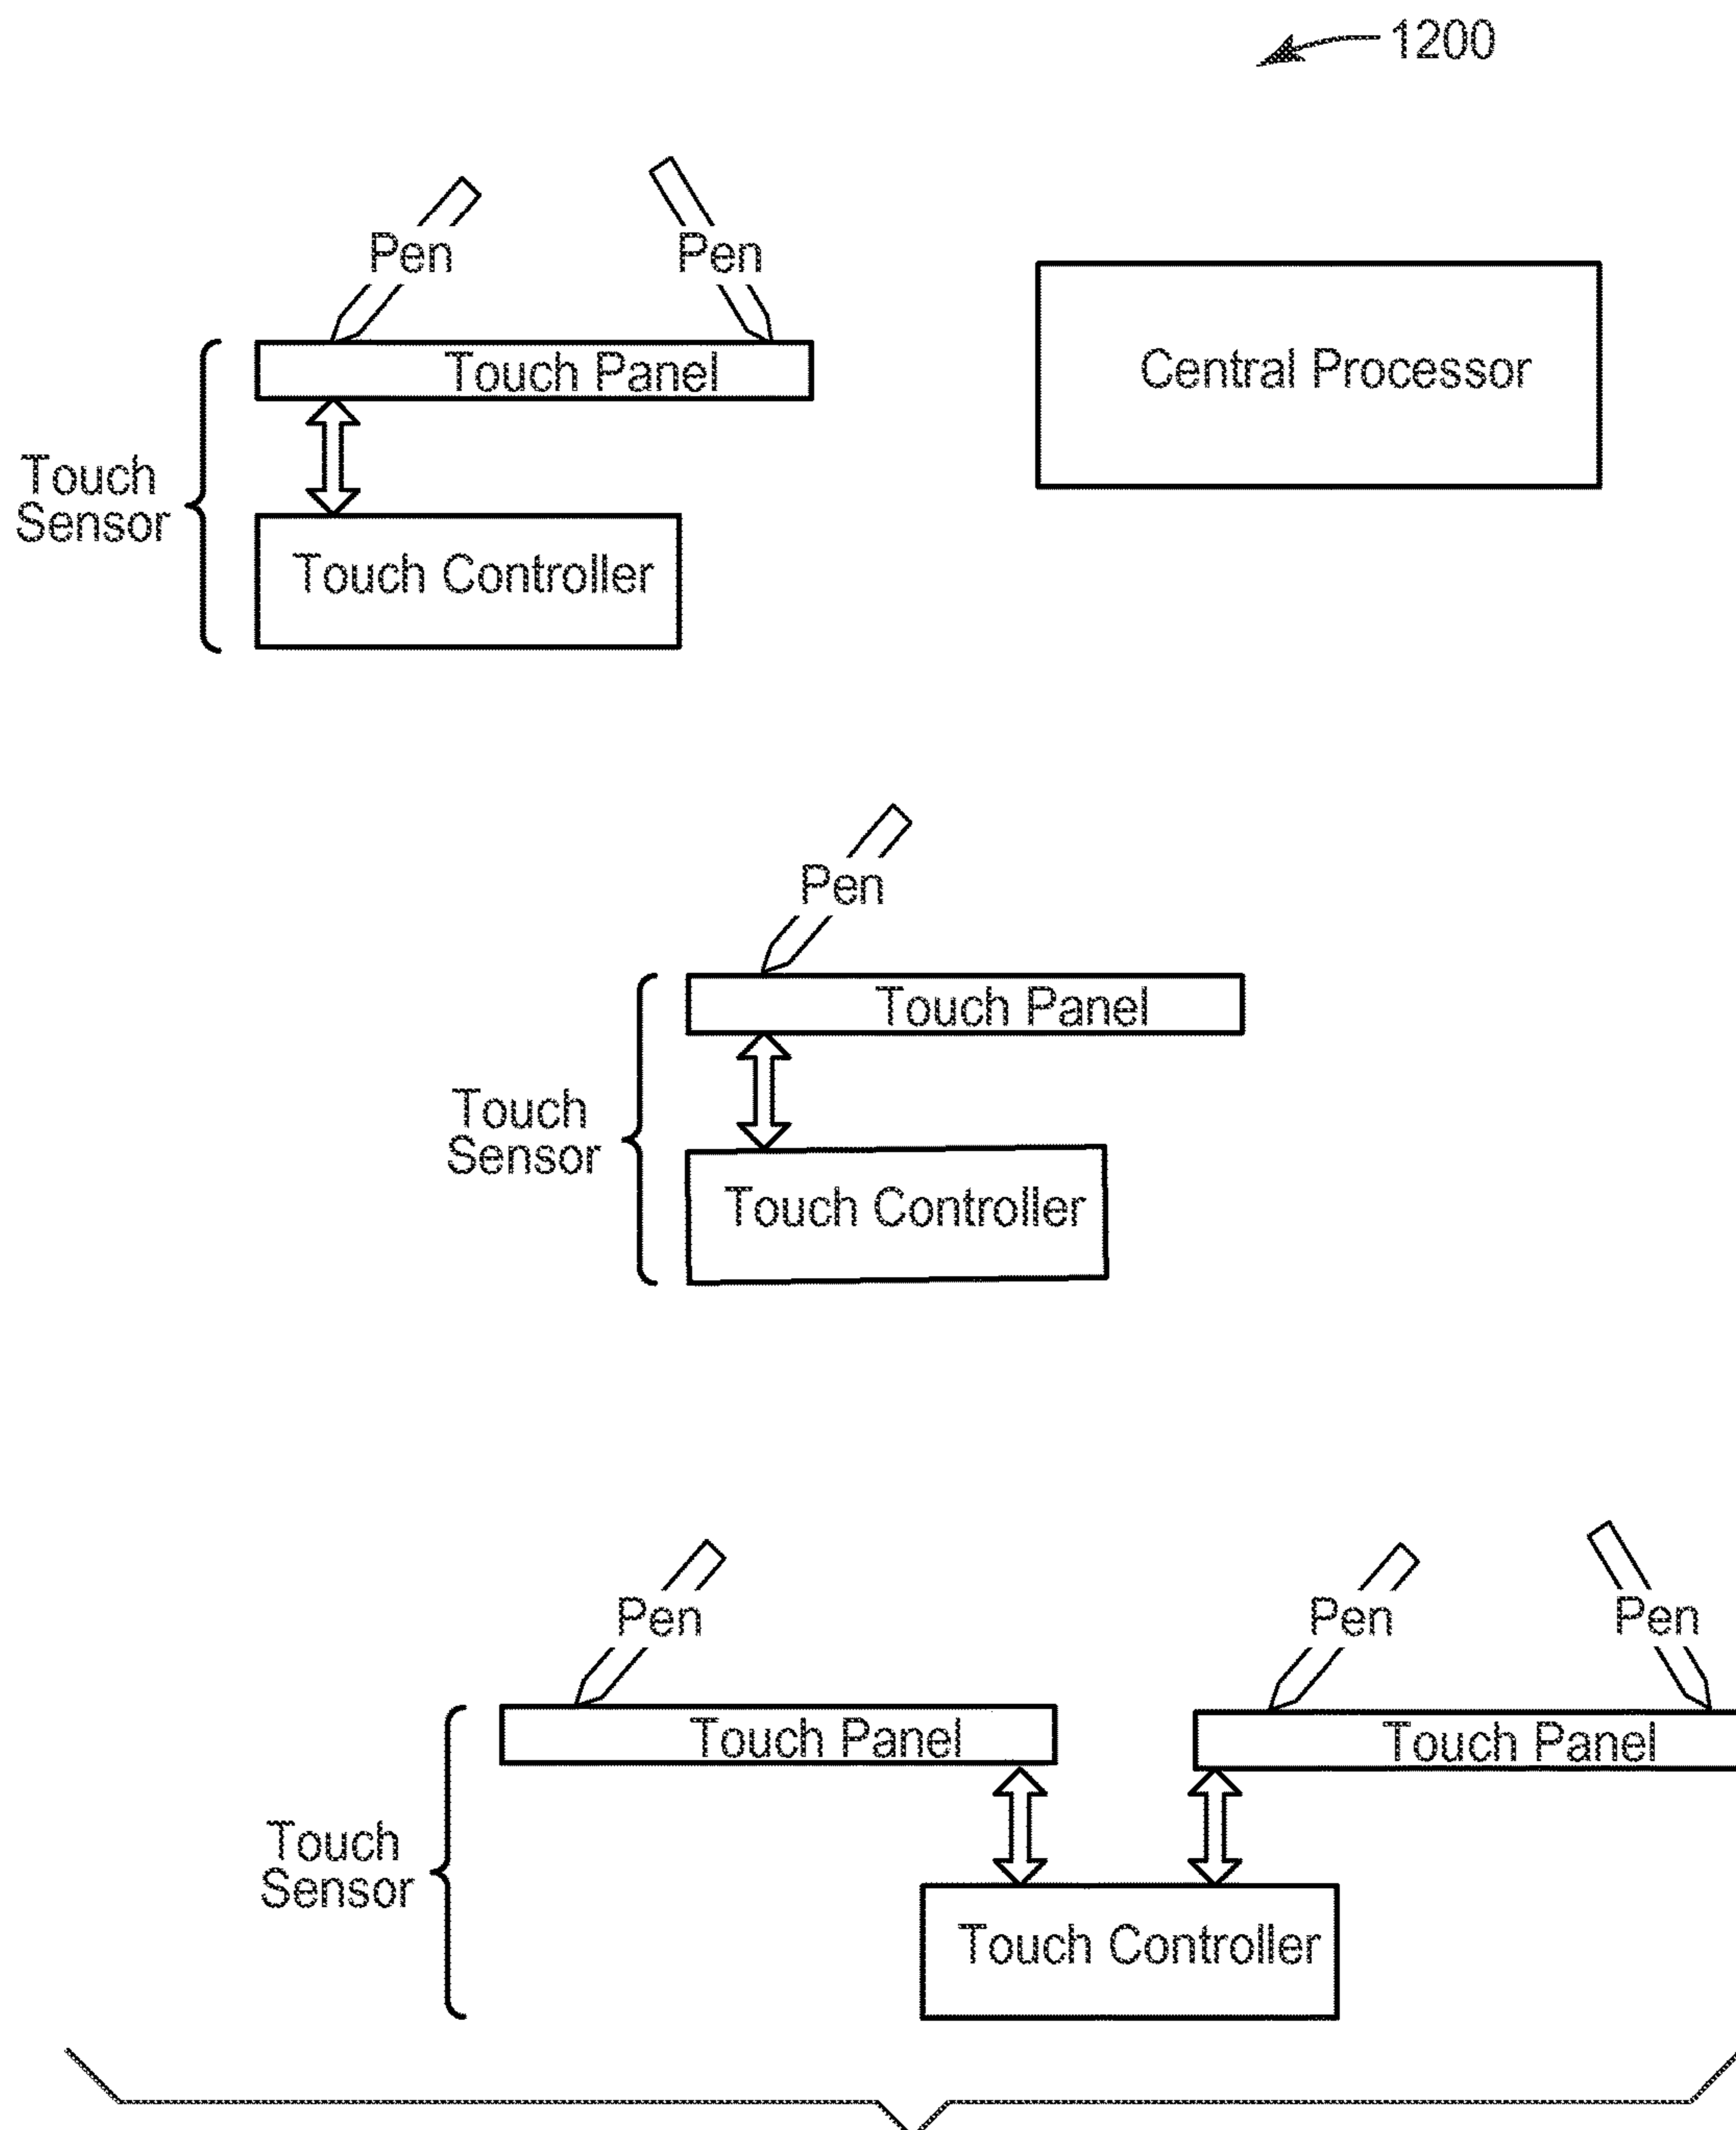 1200
Pen
Pen
Touch Panel
Central Processor
Touch
Sensor
Touch Controller
Pen
Touch Panel
Touch
Sensor
Touch Controller
Pen
Pen
Pen
Touch Panel
Touch Panel
Touch
Sensor
Touch Controller